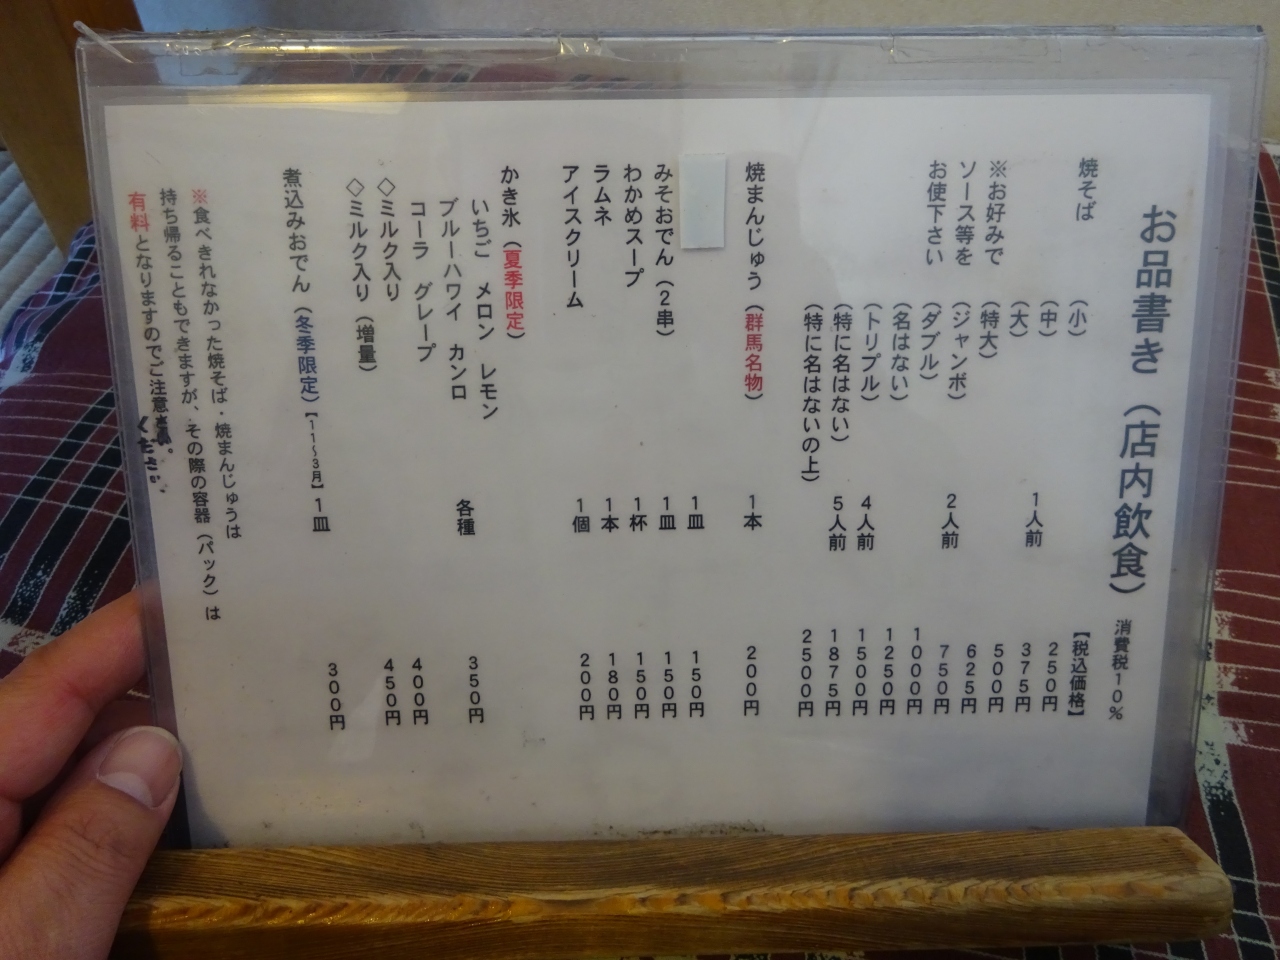 お品書き（店内飲食） 消費税10％
【税込価格】
焼そば （小） 250円
（中） 1人前 375円
（大） 500円
※お好みで （特大） 625円
ソース等を （ジャンボ） 2人前 750円
お使下さい （ダブル） 1000円
（名はない） 1250円
（トリプル） 4人前 1500円
（特に名はない） 5人前 1875円
（特に名はないの上） 2500円
焼まんじゅう（群馬名物） 1本 200円
1皿 150円
みそおでん（2串） 1皿 150円
わかめスープ 1杯 150円
ラムネ 1本 180円
アイスクリーム 1個 200円
かき氷（夏季限定）
いちご メロン レモン 各種 350円
ブルーハワイ カンロ
コーラ グレープ
◇ミルク入り 400円
◇ミルク入り（増量） 450円
煮込みおでん（冬季限定）【11～3月】 1皿 300円
※食べきれなかった焼そば・焼まんじゅうは
持ち帰ることもできますが、その際の容器（パック）は
有料となりますのでご注意ください。